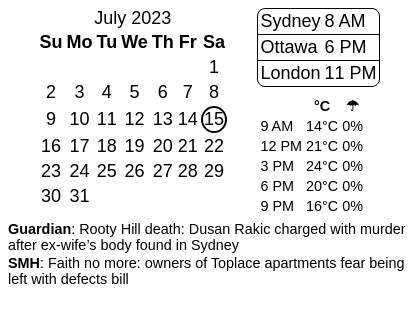 July 2023
Su Mo Tu We Th Fr Sa
1
2 3 4 5 6 7 8
9 10 11 12 13 14 15
16 17 18 19 20 21 22
23 24 25 26 27 28 29
30 31
Sydney 8 AM
Ottawa 6 PM
London 11 PM
°C ☂
9 AM 14°C 0%
12 PM 21°C 0%
3 PM 24°C 0%
6 PM 20°C 0%
9 PM 16°C 0%
Guardian: Rooty Hill death: Dusan Rakic charged with murder
after ex-wife’s body found in Sydney
SMH: Faith no more: owners of Toplace apartments fear being
left with defects bill